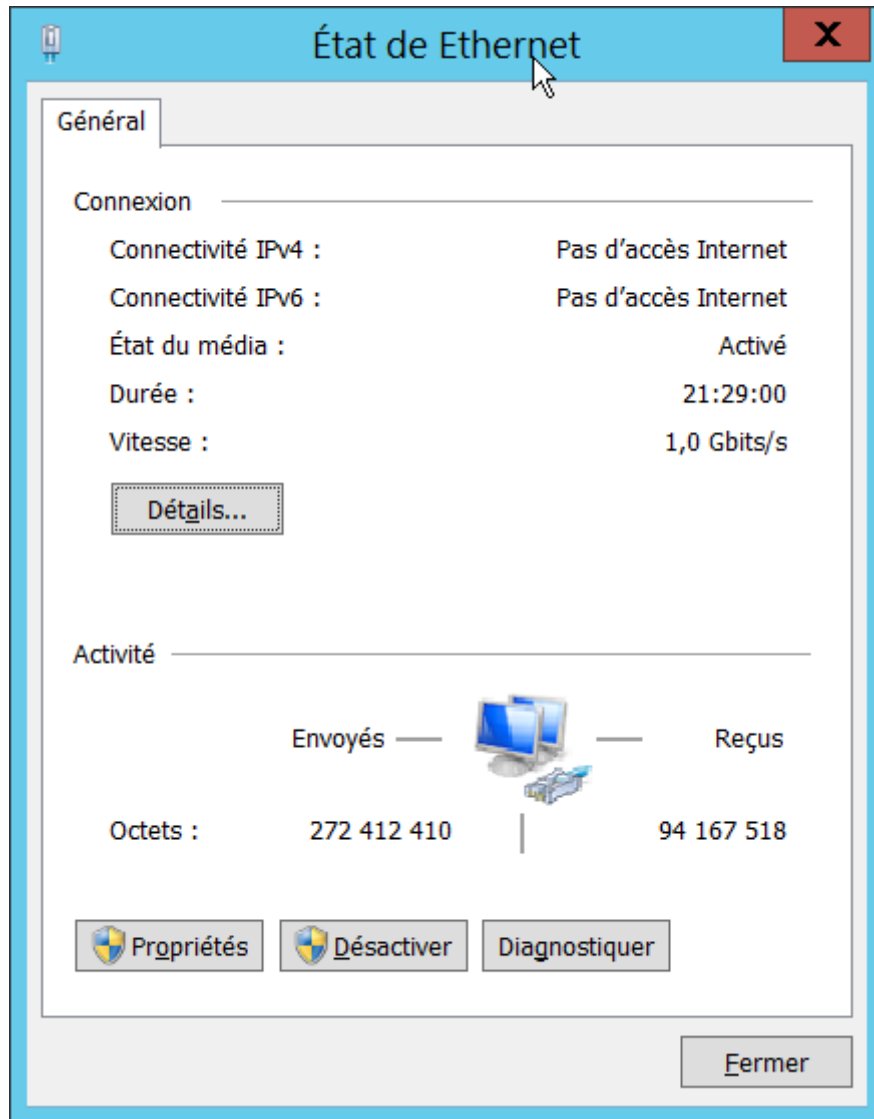 État de Ethernet
Général
Connexion
Connectivité IPv4 : Pas d’accès Internet
Connectivité IPv6 : Pas d’accès Internet
État du média : Activé
Durée : 21:29:00
Vitesse : 1,0 Gbits/s
Détails...
Activité
Envoyés Reçus
Octets : 272 412 410 94 167 518
Propriétés Désactiver Diagnostiquer
Fermer